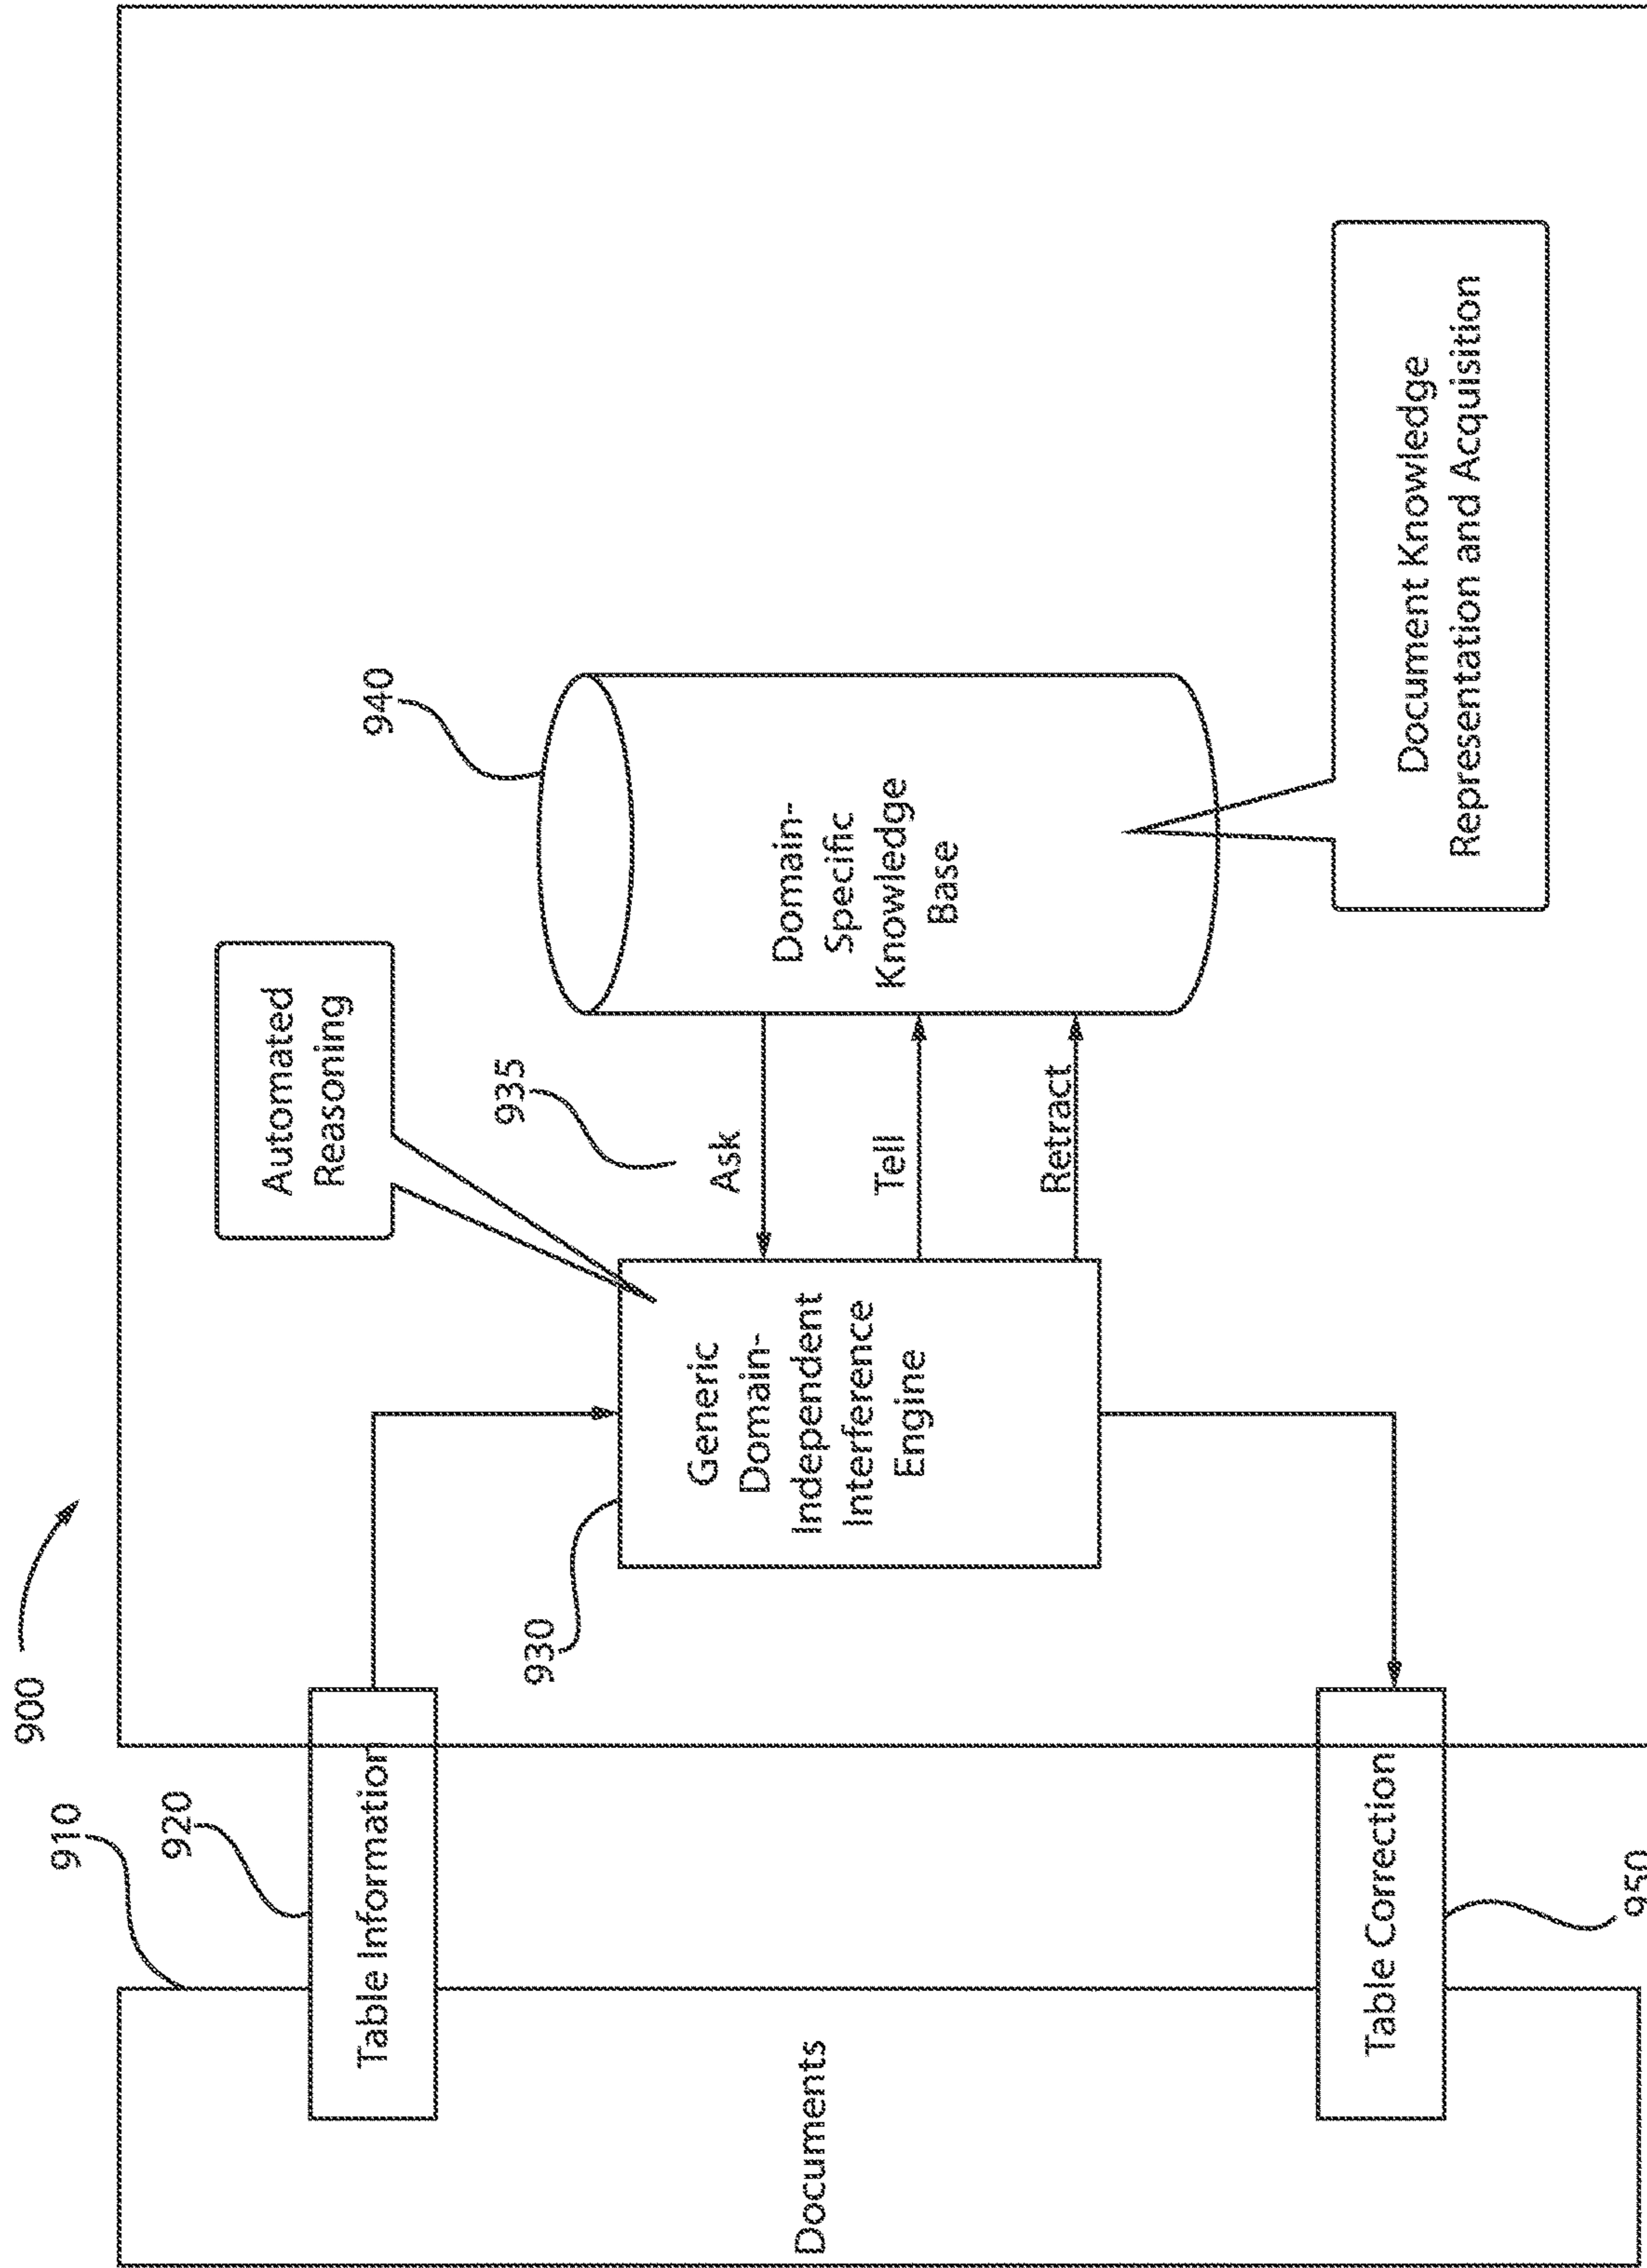 900
910
920
Table Information
Documents
Table Correction
950
930
Generic
Domain-
Independent
Interference
Engine
Automated
Reasoning
935
Ask
Tell
Retract
940
Domain-
Specific
Knowledge
Base
Document Knowledge
Representation and Acquisition